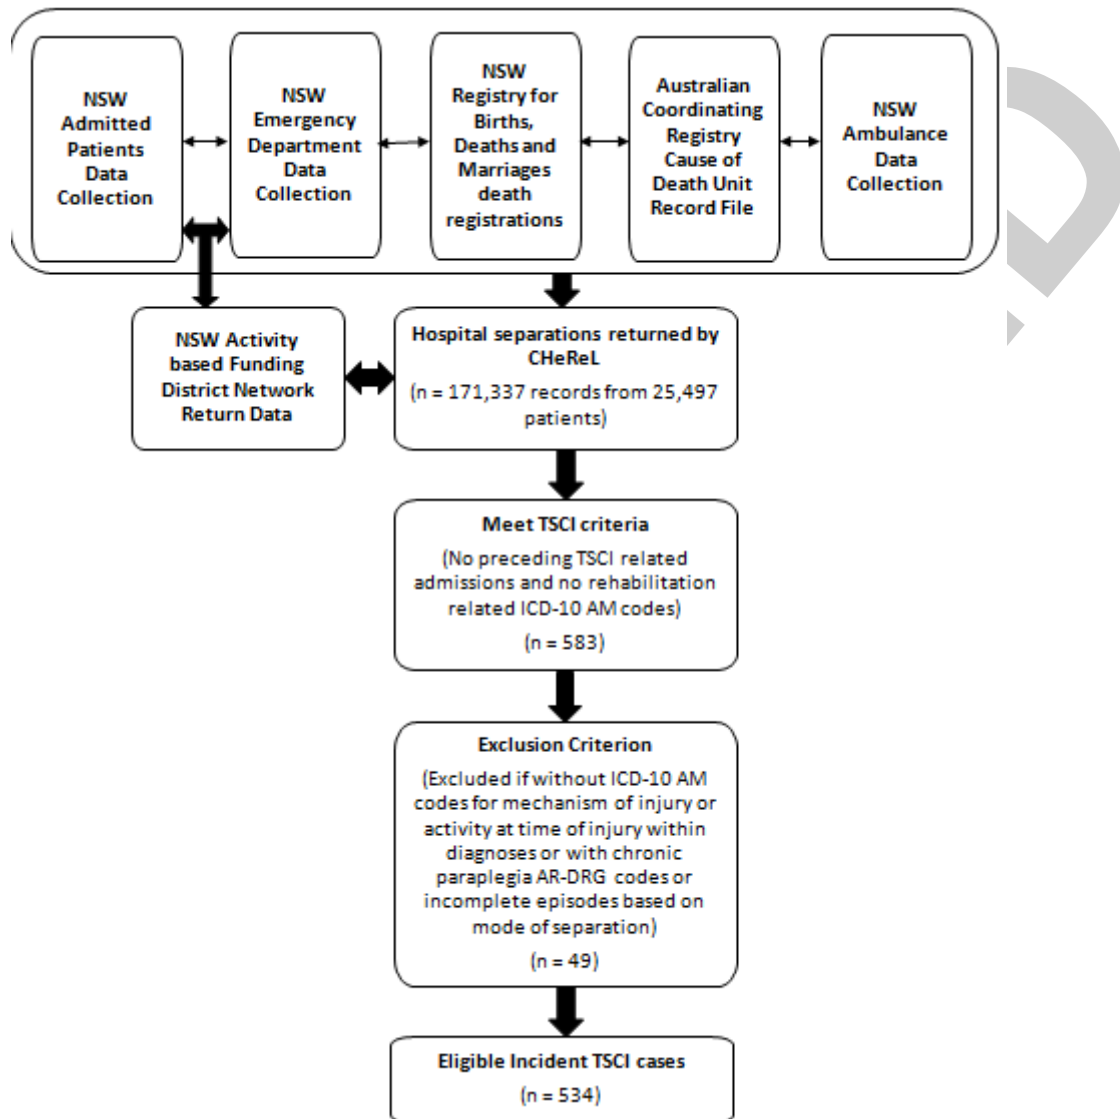 NSW
Admitted
Patients
Data
Collection
NSW
Emergency
Department
Data
Collection
NSW
Registry for
Births,
Deaths and
Marriages
death
registrations
Australian
Coordinating
Registry
Cause of
Death Unit
Record File
NSW
Ambulance
Data
Collection
NSW Activity
based Funding
District Network
Return Data
Hospital separations returned by
CHeReL
(n = 171,337 records from 25,497
patients)
Meet TSCI criteria
(No preceding TSCI related
admissions and no rehabilitation
related ICD-10 AM codes)
(n = 583)
Exclusion Criterion
(Excluded if without ICD-10 AM
codes for mechanism of injury or
activity at time of injury within
diagnoses or with chronic
paraplegia AR-DRG codes or
incomplete episodes based on
mode of separation)
(n = 49)
Eligible Incident TSCI cases
(n = 534)